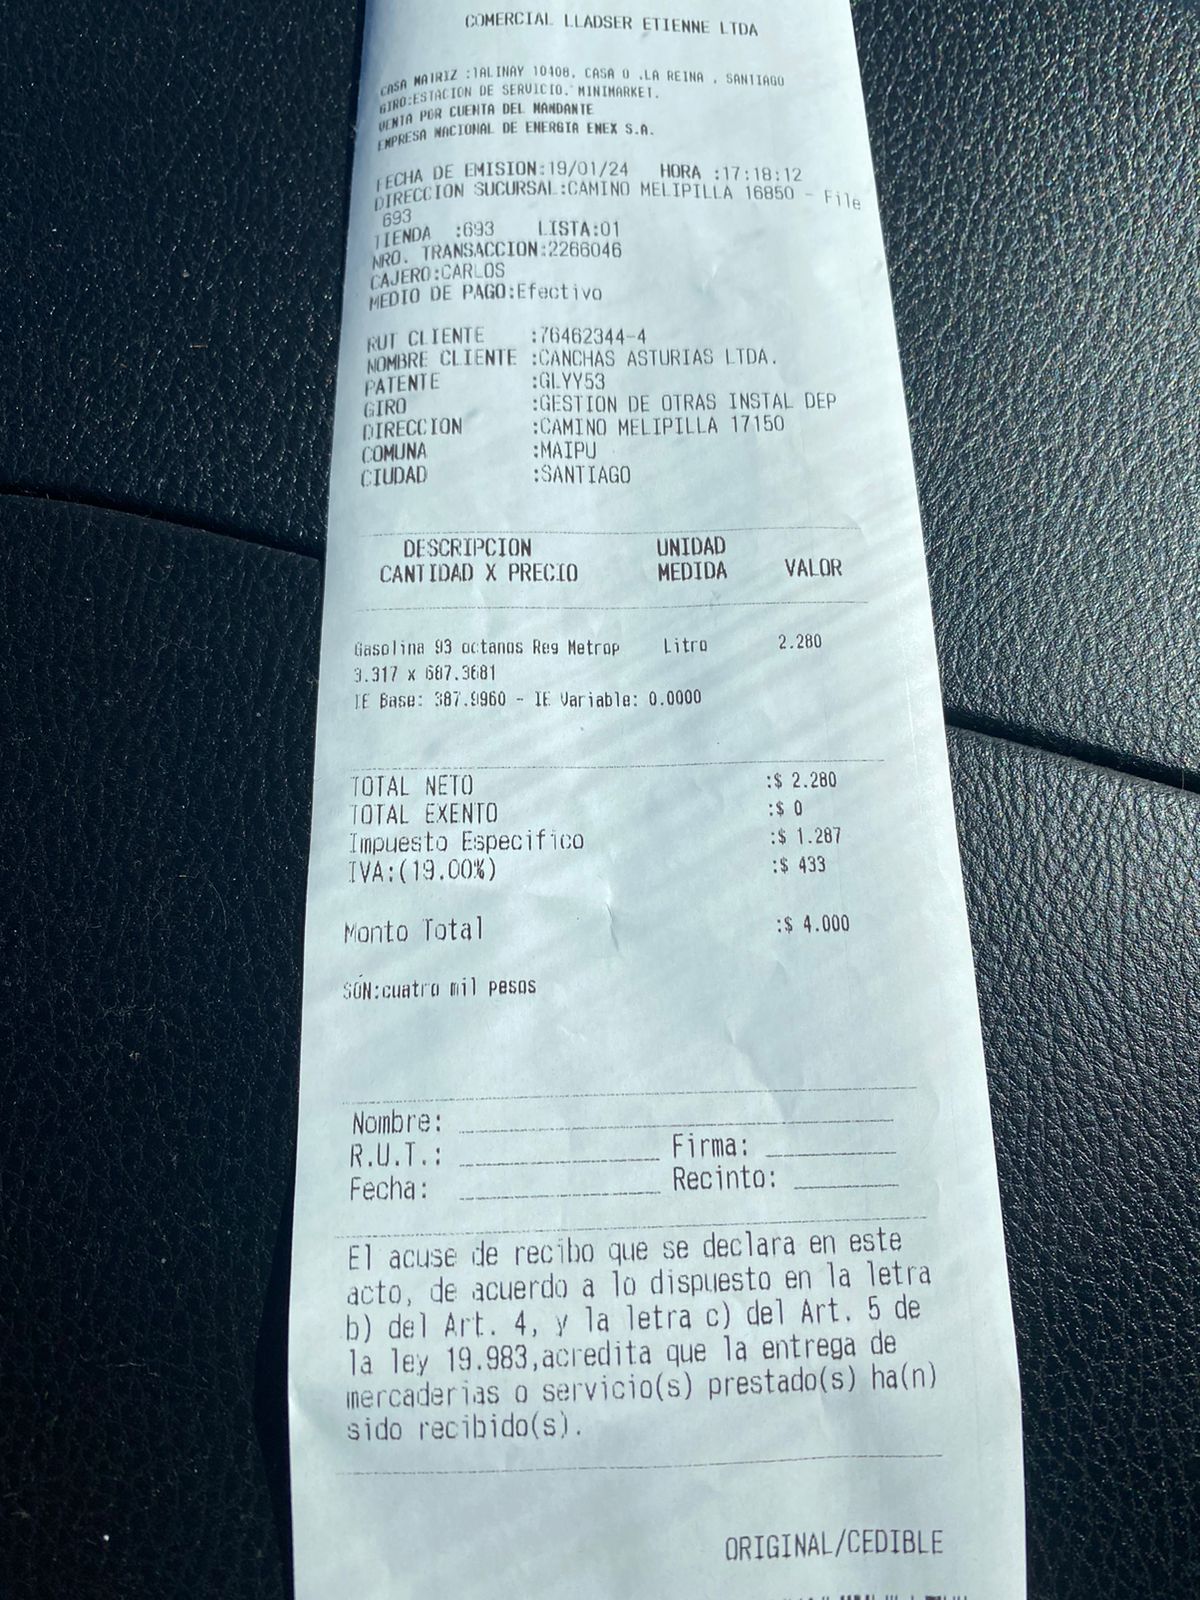 COMERCIAL LLADSER ETIENNE LTDA
CASA MATRIZ :TALINAY 10408, CASA O ,LA REINA , SANTIAGO
GIRO:ESTACION DE SERVICIO, MINIMARKET.
VENTA POR CUENTA DEL MANDANTE
EMPRESA NACIONAL DE ENERGIA ENEX S.A.
FECHA DE EMISION:19/01/24 HORA :17:18:12
DIRECCION SUCURSAL:CAMINO MELIPILLA 16850 - File
693
TIENDA :693 LISTA:01
NRO. TRANSACCION:2266046
CAJERO:CARLOS
MEDIO DE PAGO:Efectivo
RUT CLIENTE :76462344-4
NOMBRE CLIENTE :CANCHAS ASTURIAS LTDA.
PATENTE :GLYY53
GIRO :GESTION DE OTRAS INSTAL DEP
DIRECCION :CAMINO MELIPILLA 17150
COMUNA :MAIPU
CIUDAD :SANTIAGO
DESCRIPCION UNIDAD
CANTIDAD X PRECIO MEDIDA VALOR
Gasolina 93 octanos Reg Metrop Litro 2.280
3.317 x 687.3681
IE Base: 387.9960 - IE Variable: 0.0000
TOTAL NETO :$ 2.280
TOTAL EXENTO :$ 0
Impuesto Especifico :$ 1.287
IVA:(19.00%) :$ 433
Monto Total :$ 4.000
SON:cuatro mil pesos
Nombre:
R.U.T.: Firma:
Fecha: Recinto:
El acuse de recibo que se declara en este
acto, de acuerdo a lo dispuesto en la letra
b) del Art. 4, y la letra c) del Art. 5 de
la ley 19.983,acredita que la entrega de
mercaderias o servicio(s) prestado(s) ha(n)
sido recibido(s).
ORIGINAL/CEDIBLE